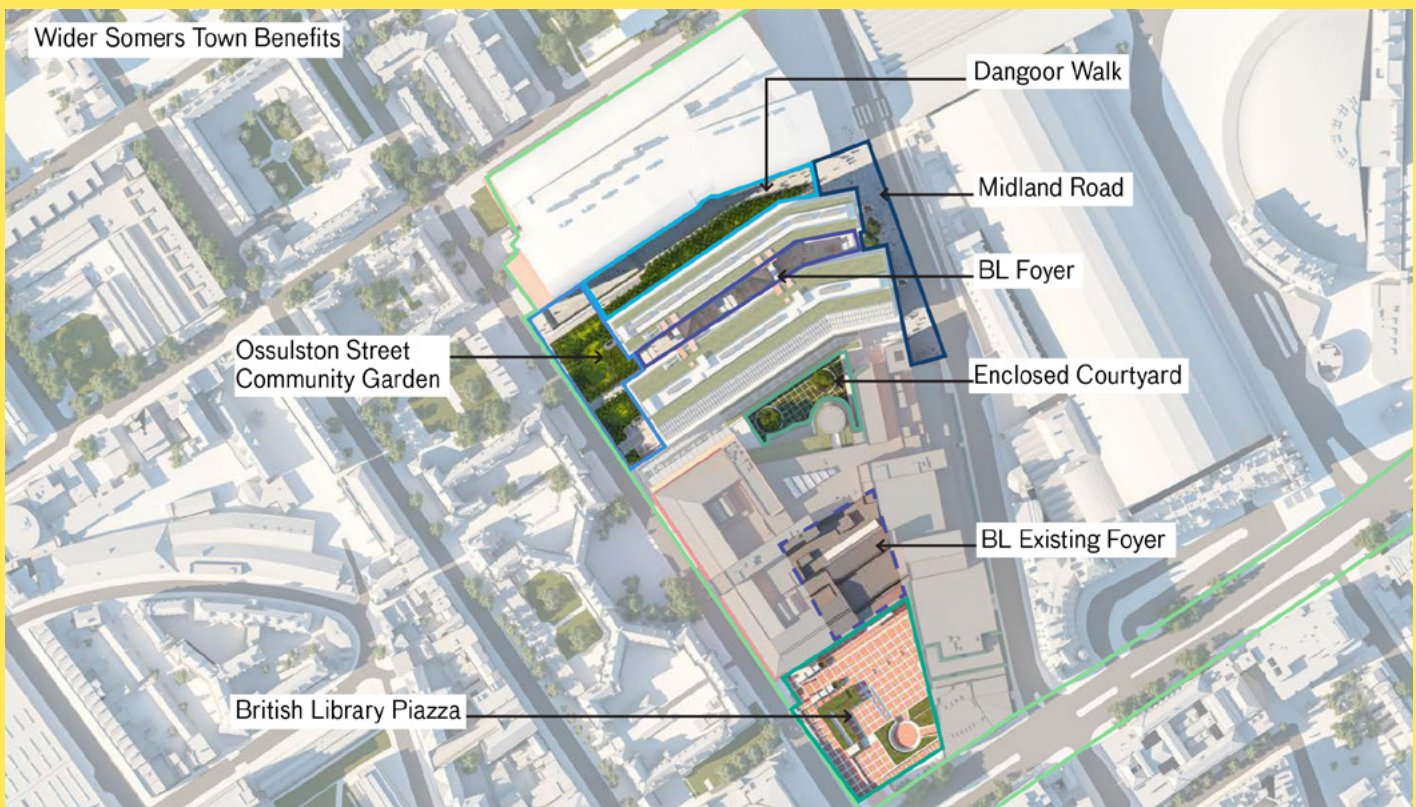 Wider Somers Town Benefits
Dangoor Walk
Midland Road
BL Foyer
Ossulston Street
Community Garden
Enclosed Courtyard
BL Existing Foyer
British Library Piazza